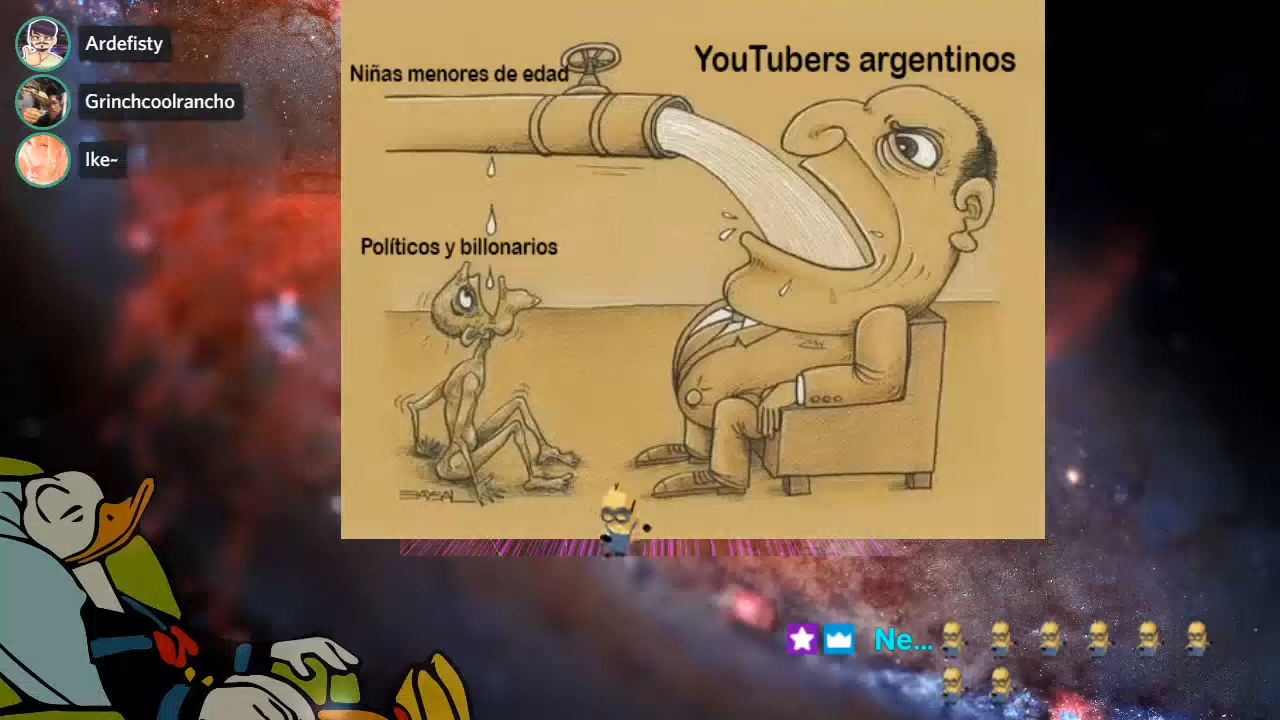 Ardefisty
Grinchcoolrancho
Ike~
Niñas menores de edad
YouTubers argentinos
Políticos y billonarios
Ne...